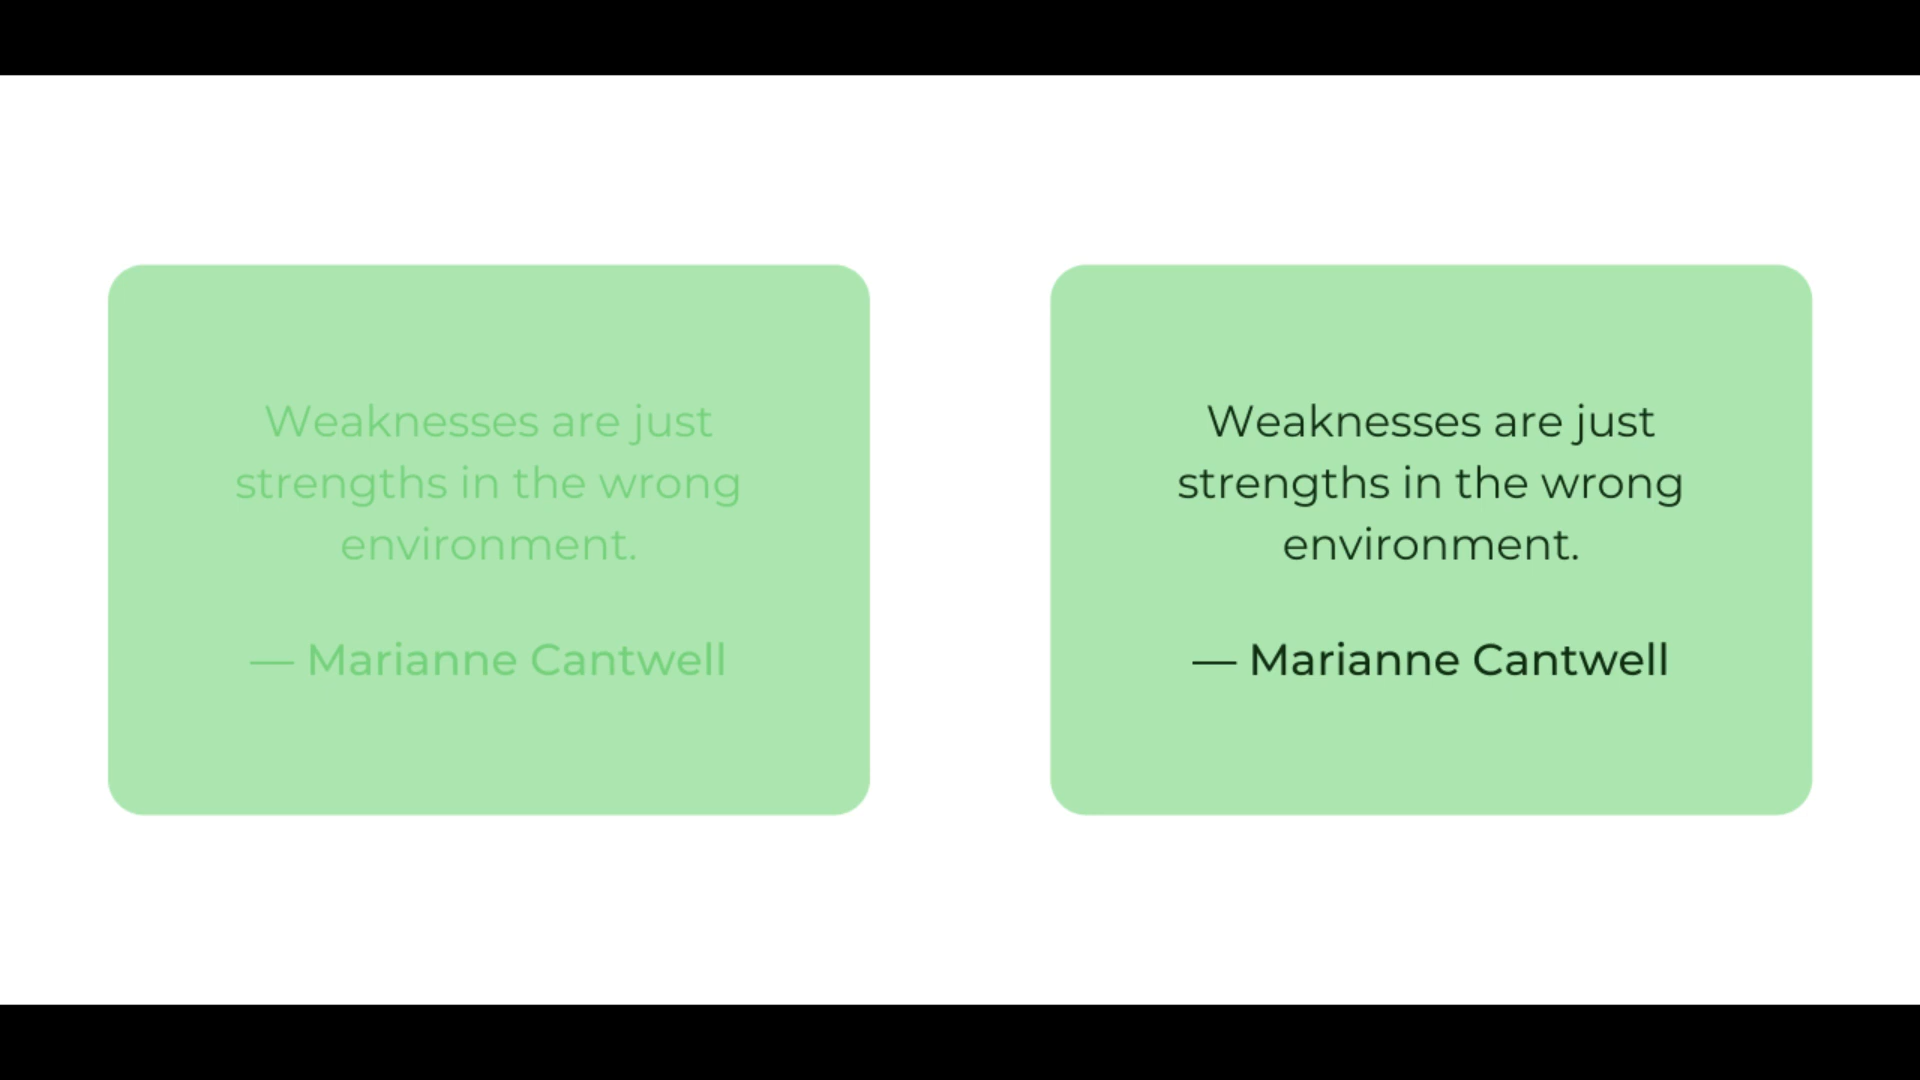 Weaknesses are just
strengths in the wrong
environment.
— Marianne Cantwell
Weaknesses are just
strengths in the wrong
environment.
— Marianne Cantwell